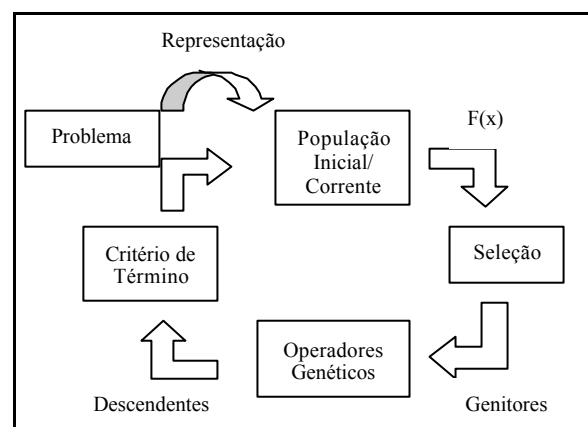 Representação
Problema
População
Inicial/
Corrente
F(x)
Critério de
Término
Seleção
Operadores
Genéticos
Descendentes
Genitores